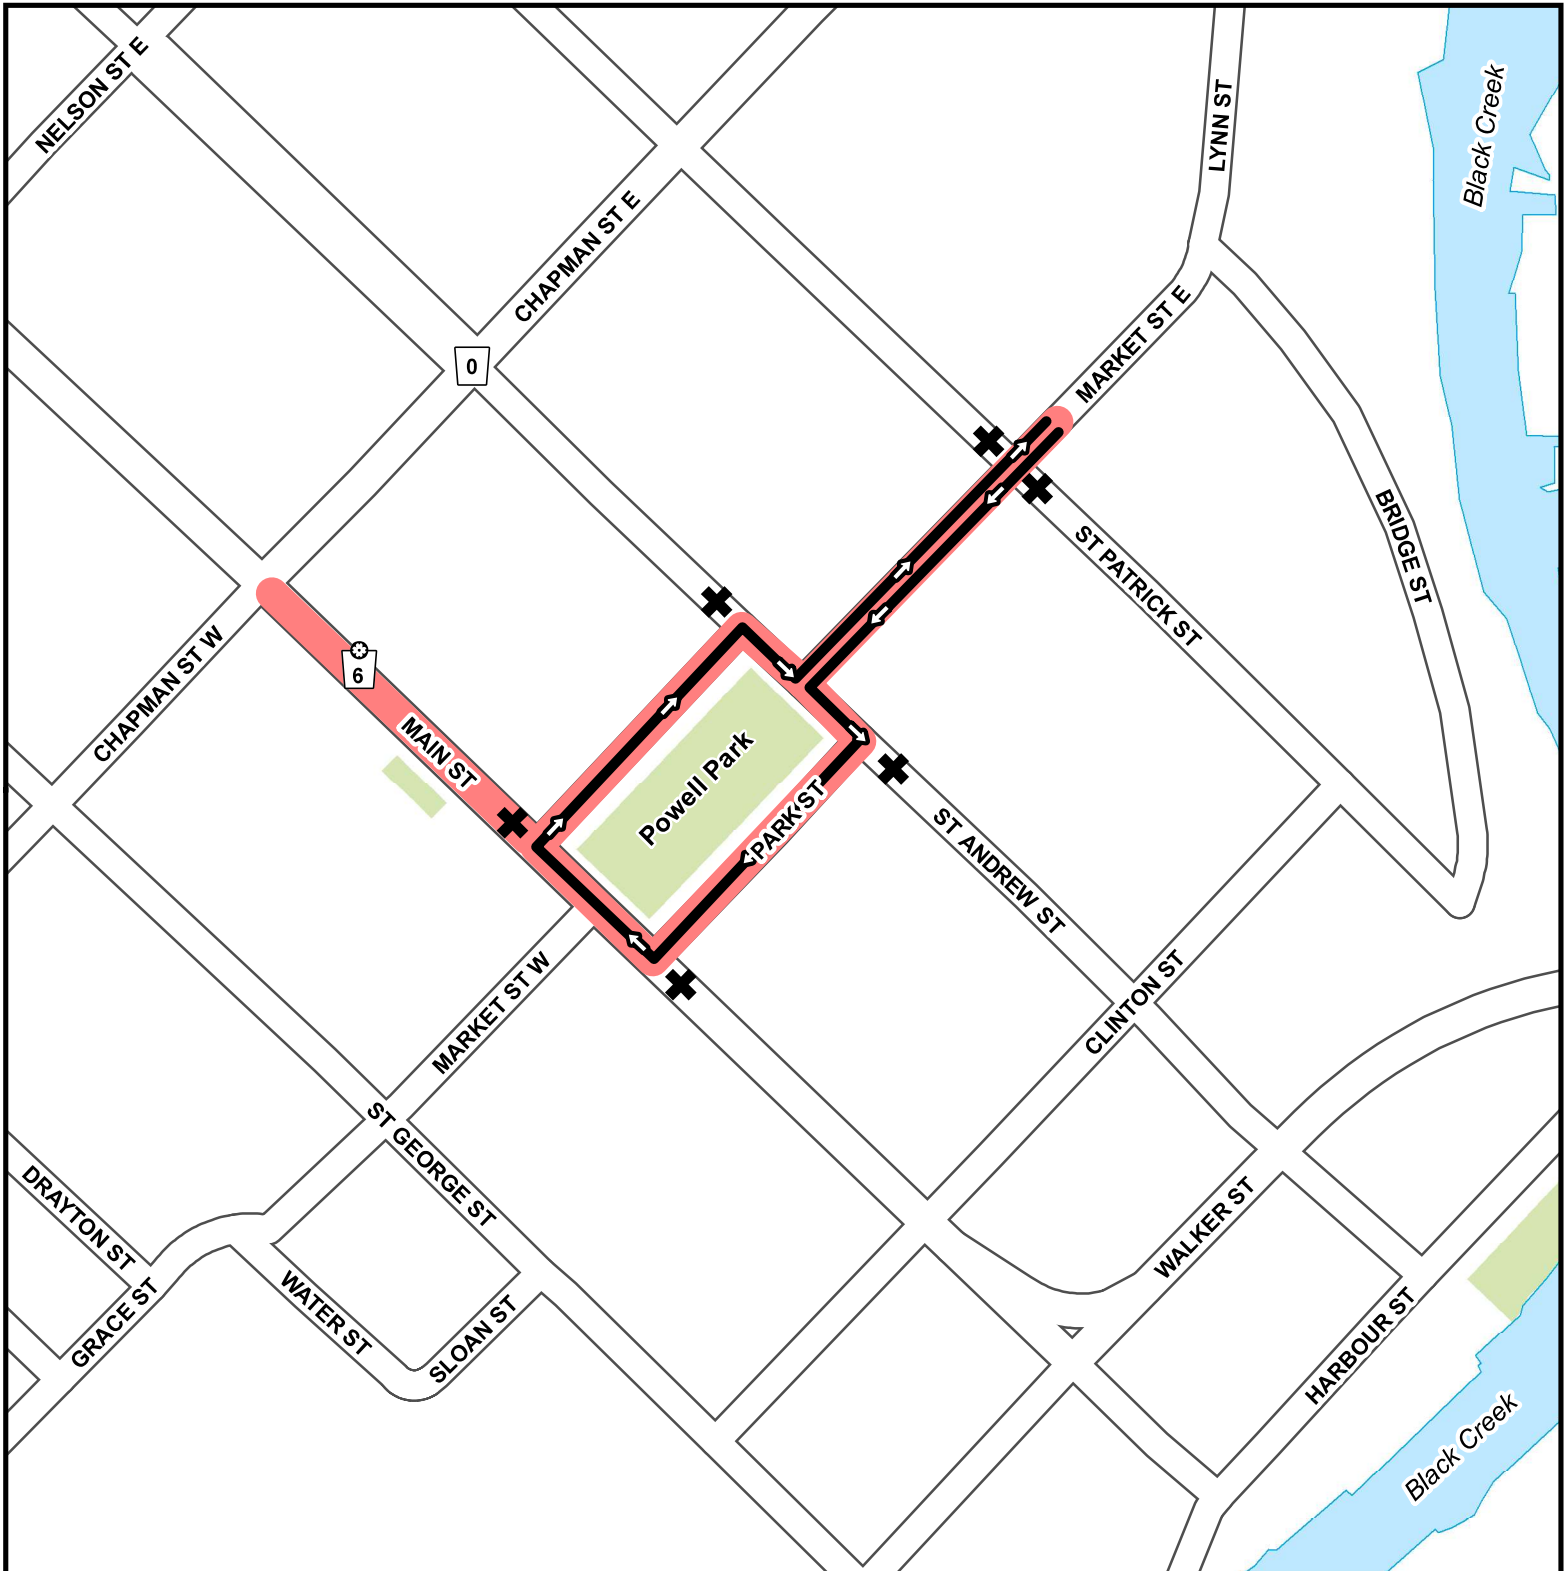 NELSON ST E
LYNN ST
Black Creek
CHAPMAN ST E
MARKET ST E
0
BRIDGE ST
ST PATRICK ST
CHAPMAN ST W
6
MAIN ST
Powell Park
PARK ST
ST ANDREW ST
MARKET ST W
CLINTON ST
ST GEORGE ST
DRAYTON ST
WALKER ST
GRACE ST
WATER ST
SLOAN ST
HARBOUR ST
Black Creek